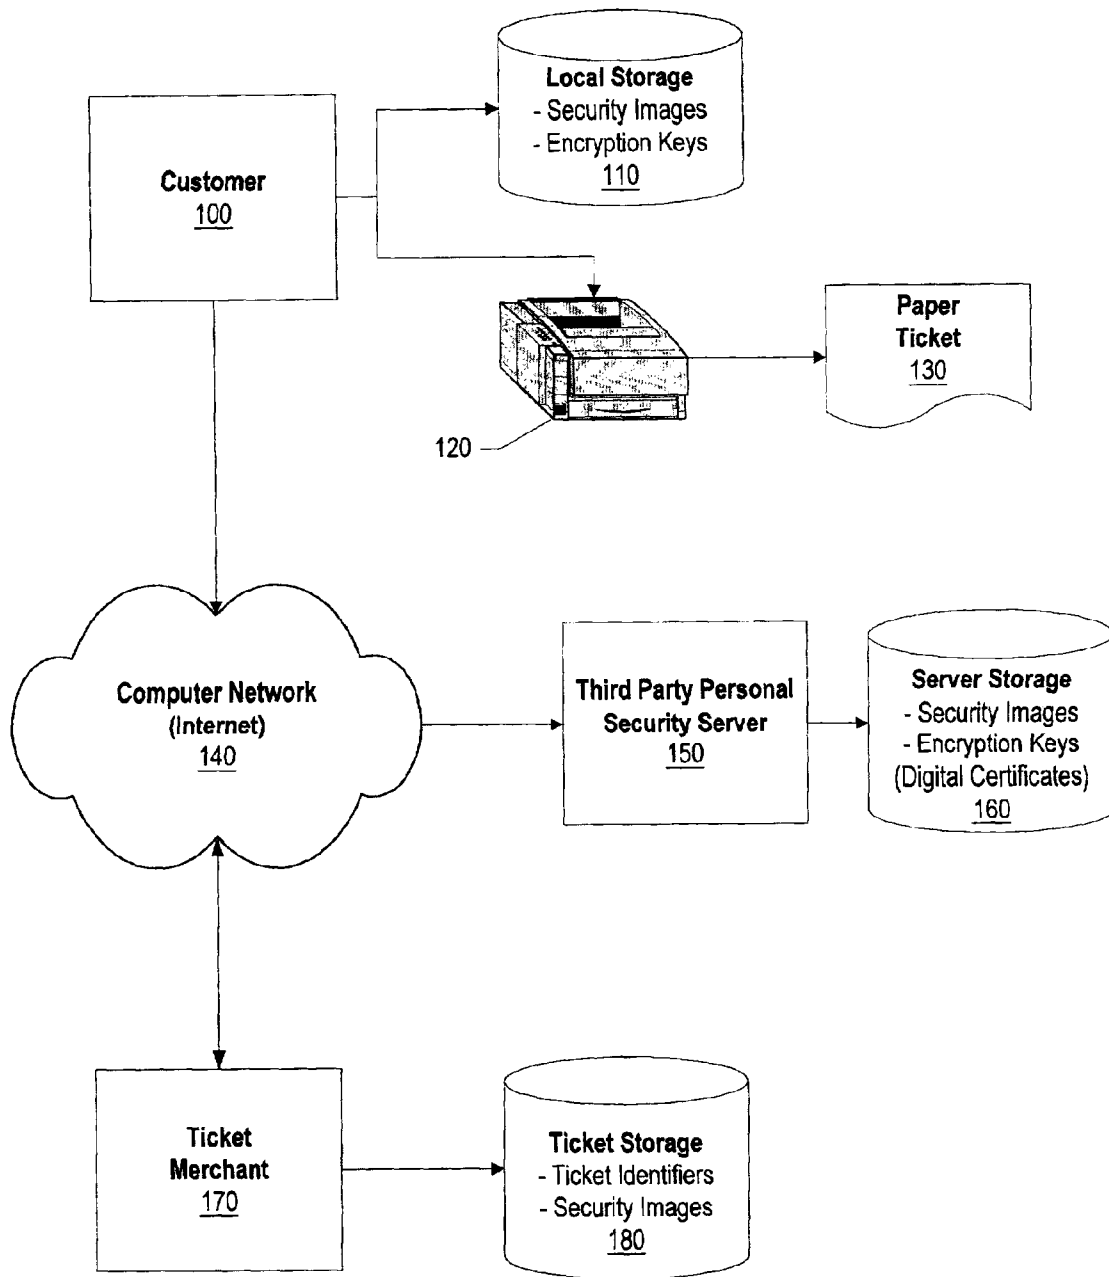 Local Storage
- Security Images
- Encryption Keys
110
Customer
100
Paper
Ticket
130
120
Computer Network
(Internet)
140
Third Party Personal
Security Server
150
Server Storage
- Security Images
- Encryption Keys
(Digital Certificates)
160
Ticket
Merchant
170
Ticket Storage
- Ticket Identifiers
- Security Images
180